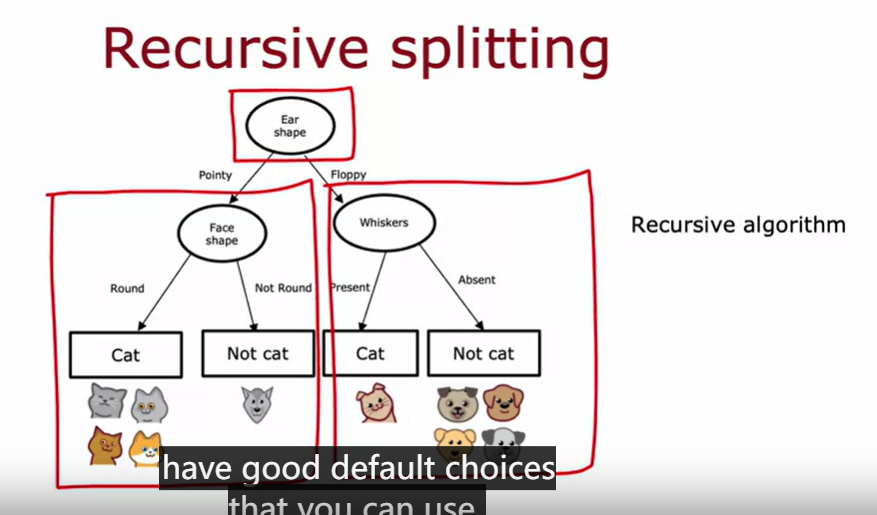 Recursive splitting
Ear
shape
Pointy
Floppy
Face
shape
Whiskers
Recursive algorithm
Round
Not Round
Present
Absent
Cat
Not cat
Cat
Not cat
have good default choices
that you can use